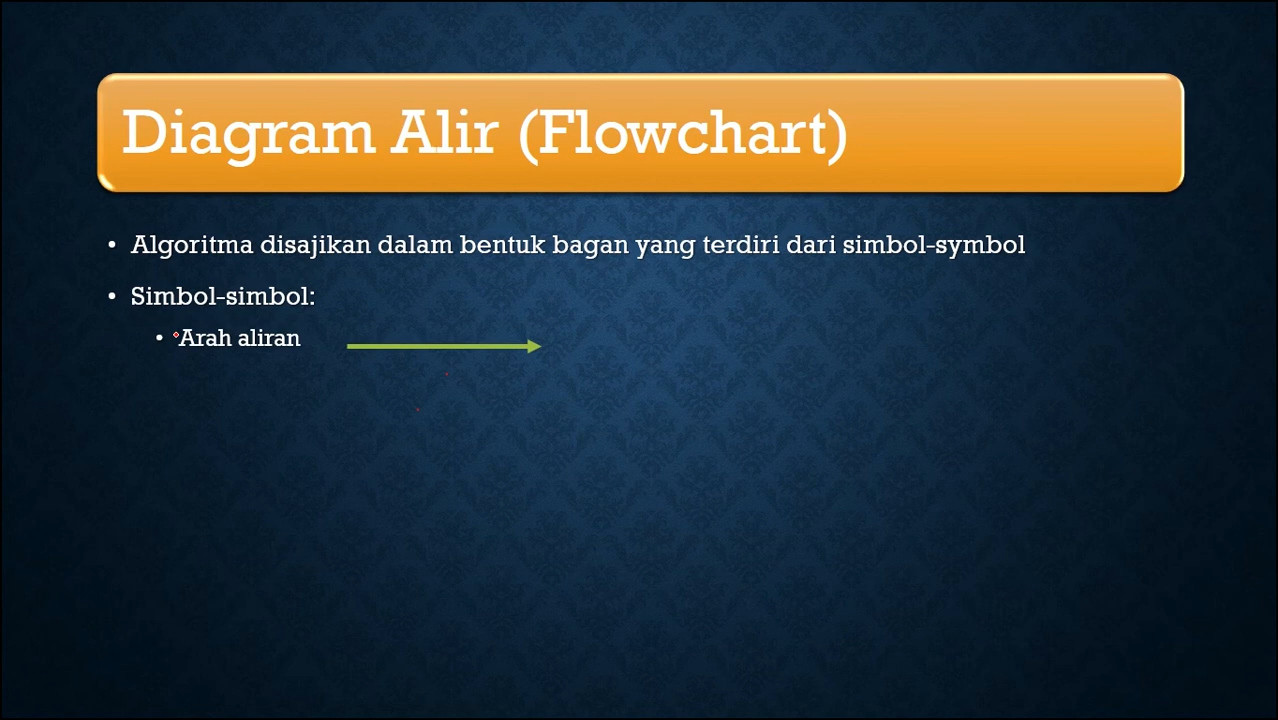 Diagram Alir (Flowchart)
• Algoritma disajikan dalam bentuk bagan yang terdiri dari simbol-symbol
• Simbol-simbol:
• Arah aliran